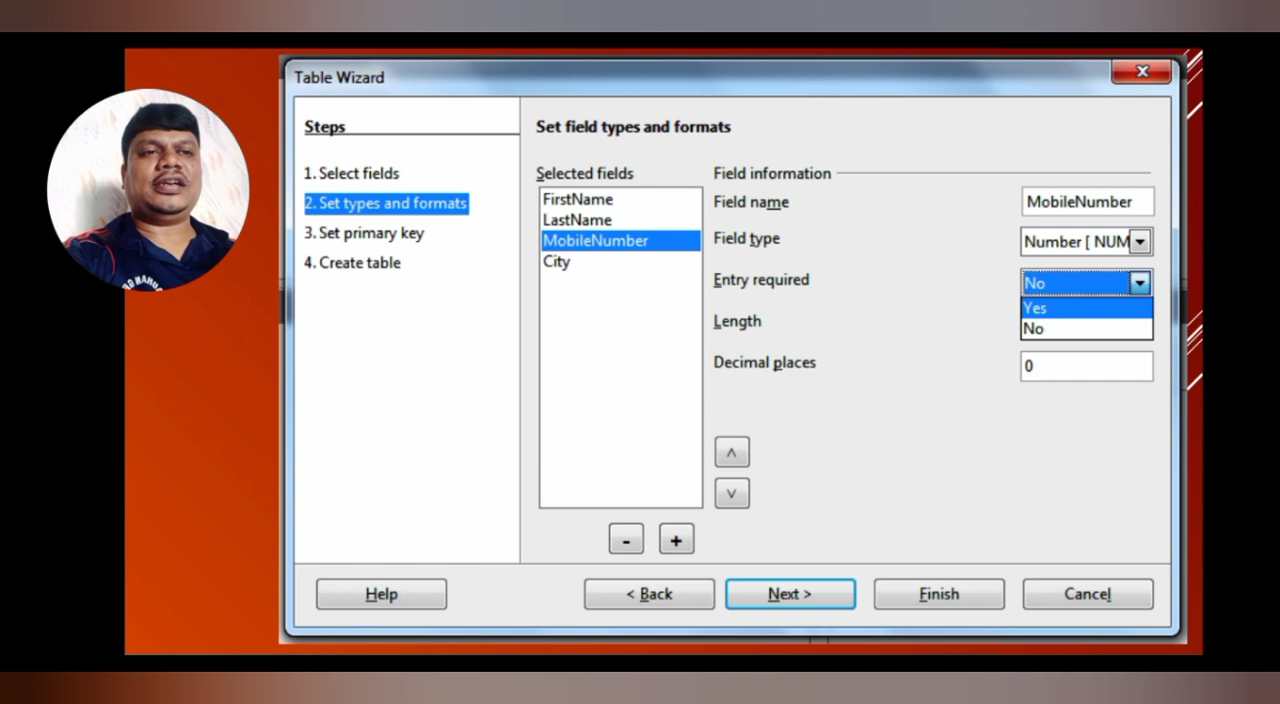 Table Wizard
Steps
1. Select fields
2. Set types and formats
3. Set primary key
4. Create table
Set field types and formats
Selected fields
FirstName
LastName
MobileNumber
City
Field information
Field name
MobileNumber
Field type
Number [ NUM
Entry required
No
Yes
No
Length
Decimal places
0
˄
˅
-
+
Help
< Back
Next >
Finish
Cancel